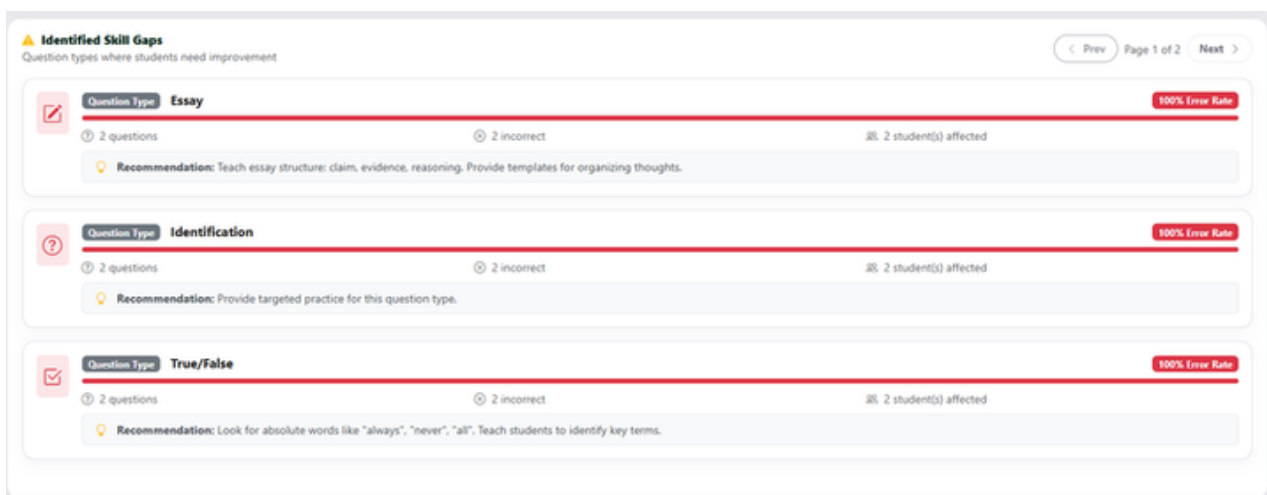 Identified Skill Gaps
Question types where students need improvement
Prev Page 1 of 2 Next
Question Type Essay 100% Error Rate
2 questions 2 incorrect 2 student(s) affected
Recommendation: Teach essay structure: claim, evidence, reasoning. Provide templates for organizing thoughts.
Question Type Identification 100% Error Rate
2 questions 2 incorrect 2 student(s) affected
Recommendation: Provide targeted practice for this question type.
Question Type True/False 100% Error Rate
2 questions 2 incorrect 2 student(s) affected
Recommendation: Look for absolute words like "always", "never", "all". Teach students to identify key terms.